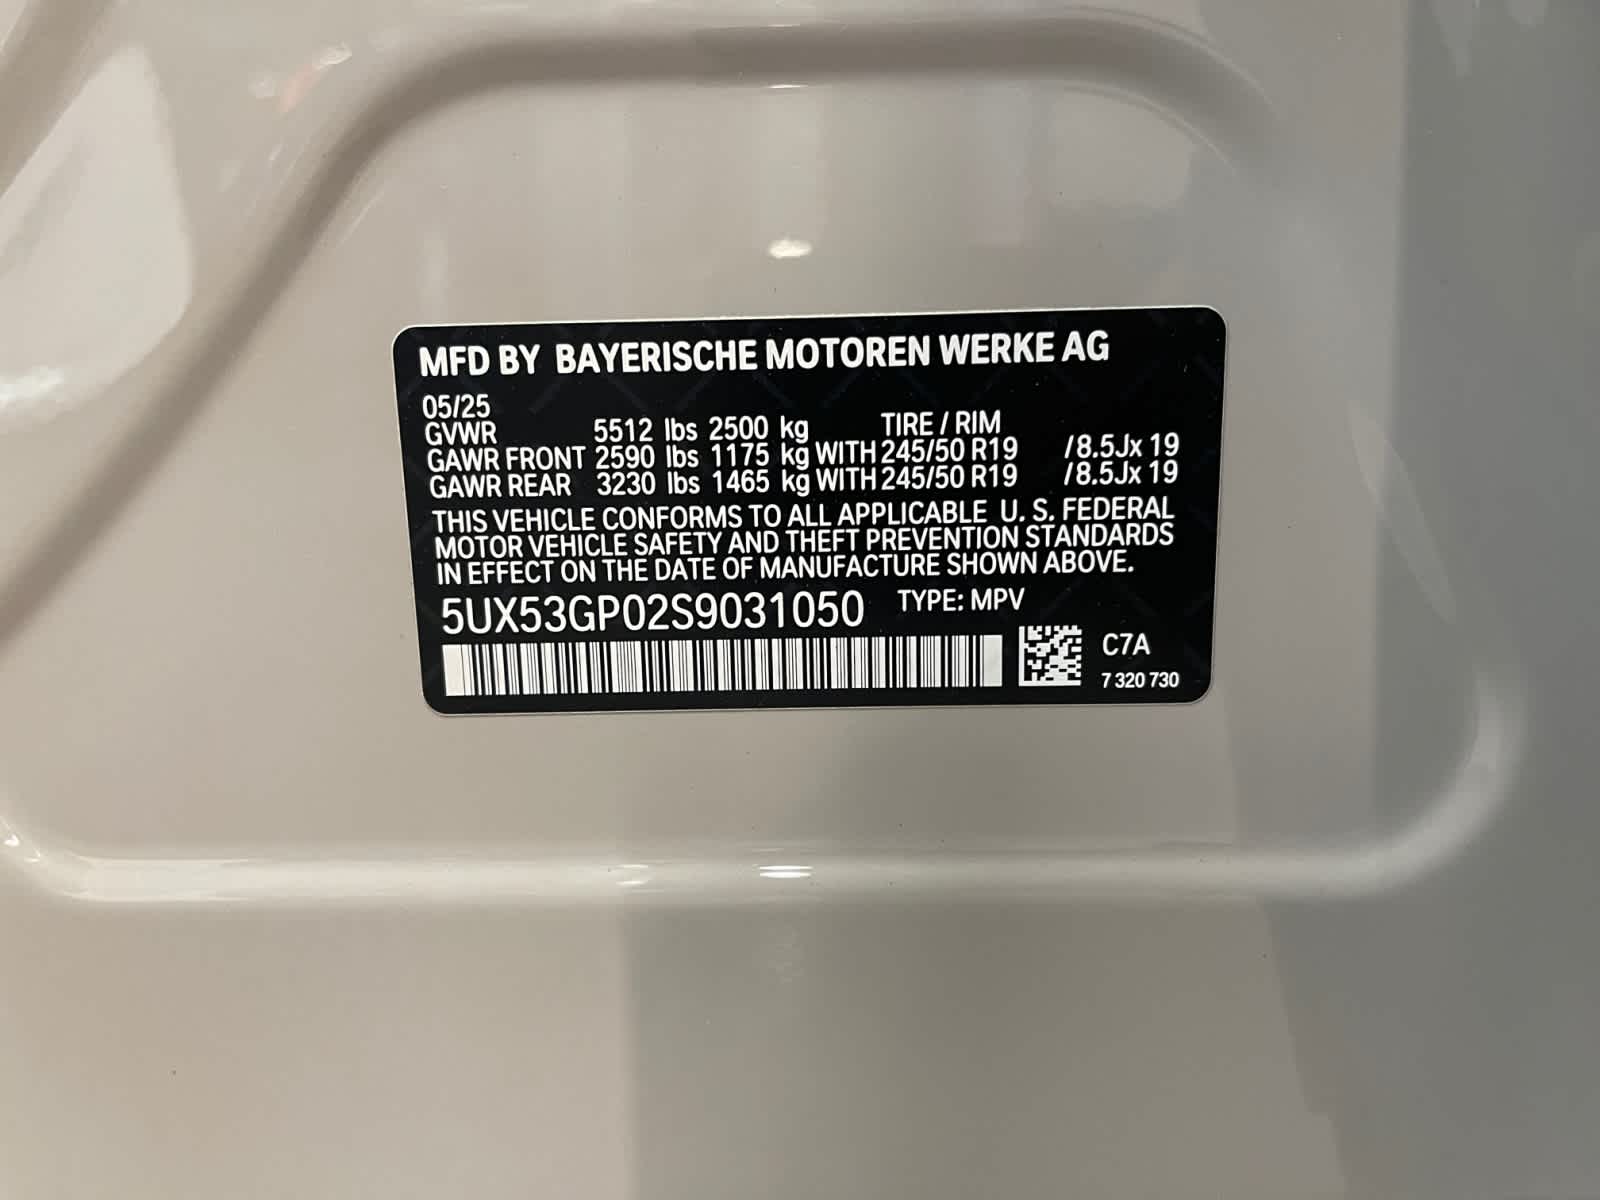 MFD BY BAYERISCHE MOTOREN WERKE AG
05/25 TIRE / RIM
GVWR 5512 lbs 2500 kg
GAWR FRONT 2590 lbs 1175 kg WITH 245/50 R19 /8.5Jx 19
GAWR REAR 3230 lbs 1465 kg WITH 245/50 R19 /8.5Jx 19
THIS VEHICLE CONFORMS TO ALL APPLICABLE U. S. FEDERAL
MOTOR VEHICLE SAFETY AND THEFT PREVENTION STANDARDS
IN EFFECT ON THE DATE OF MANUFACTURE SHOWN ABOVE.
5UX53GP02S9031050 TYPE: MPV
C7A
7 320 730